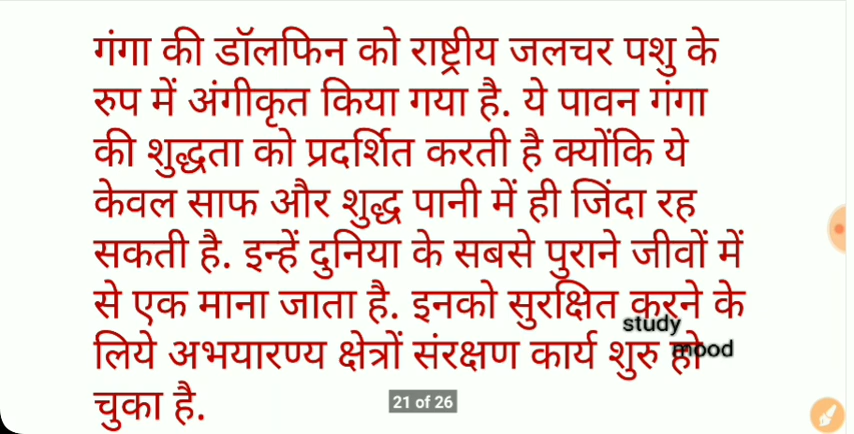 गंगा की डॉलफिन को राष्ट्रीय जलचर पशु के
रुप में अंगीकृत किया गया है. ये पावन गंगा
की शुद्धता को प्रदर्शित करती है क्योंकि ये
केवल साफ और शुद्ध पानी में ही जिंदा रह
सकती है. इन्हें दुनिया के सबसे पुराने जीवों में
से एक माना जाता है. इनको सुरक्षित करने के
study
लिये अभयारण्य क्षेत्रों संरक्षण कार्य शुरु हो
mood
चुका है.
21 of 26